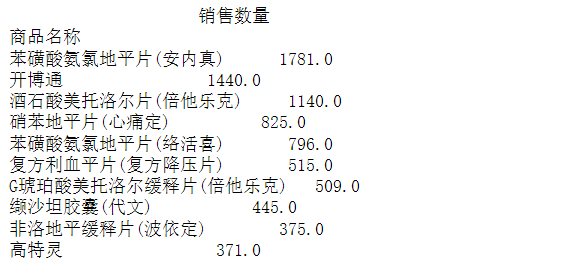 销售数量
商品名称
苯磺酸氨氯地平片(安内真) 1781.0
开博通 1440.0
酒石酸美托洛尔片(倍他乐克) 1140.0
硝苯地平片(心痛定) 825.0
苯磺酸氨氯地平片(络活喜) 796.0
复方利血平片(复方降压片) 515.0
G琥珀酸美托洛尔缓释片(倍他乐克) 509.0
缬沙坦胶囊(代文) 445.0
非洛地平缓释片(波依定) 375.0
高特灵 371.0